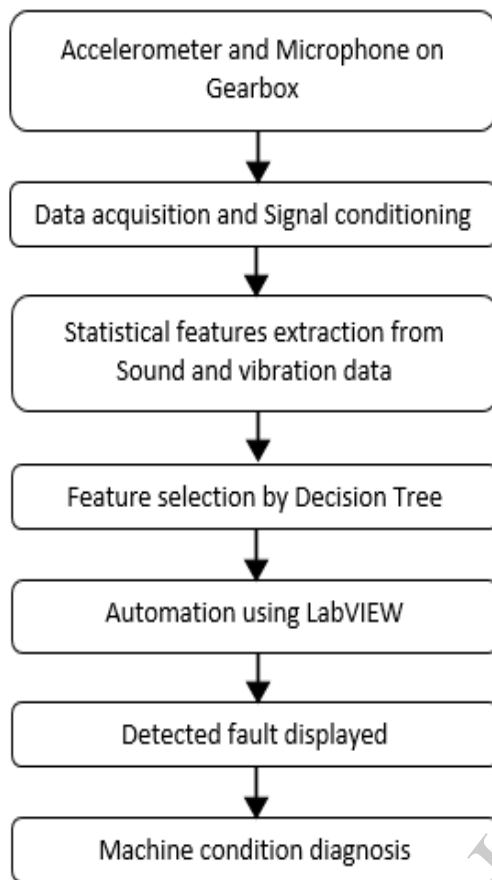 Accelerometer and Microphone on
Gearbox
Data acquisition and Signal conditioning
Statistical features extraction from
Sound and vibration data
Feature selection by Decision Tree
Automation using LabVIEW
Detected fault displayed
Machine condition diagnosis